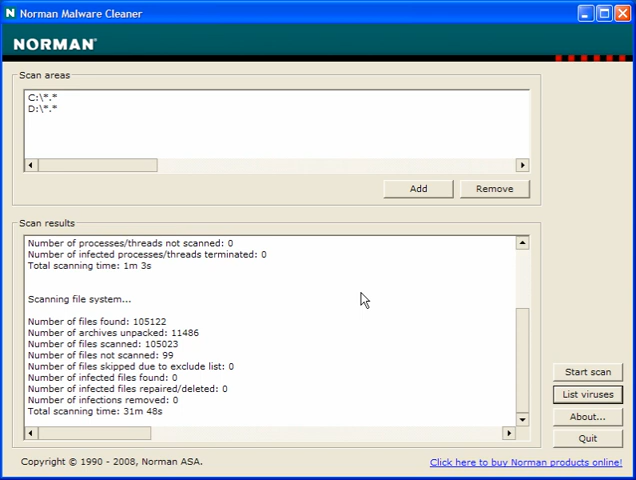 Norman Malware Cleaner
NORMAN®
Scan areas
C:\*.*
D:\*.*
Add
Remove
Scan results
Number of processes/threads not scanned: 0
Number of infected processes/threads terminated: 0
Total scanning time: 1m 3s
Scanning file system...
Number of files found: 105122
Number of archives unpacked: 11486
Number of files scanned: 105023
Number of files not scanned: 99
Number of files skipped due to exclude list: 0
Number of infected files found: 0
Number of infected files repaired/deleted: 0
Number of infections removed: 0
Total scanning time: 31m 48s
Start scan
List viruses
About...
Quit
Copyright © 1990 - 2008, Norman ASA.
Click here to buy Norman products online!